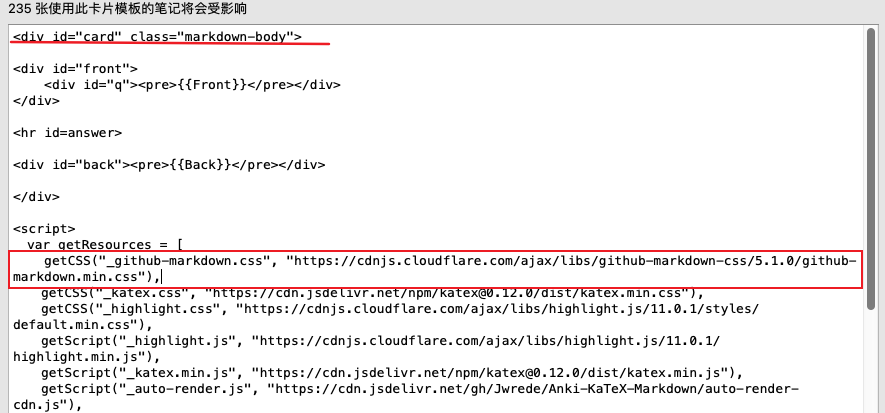 235 张使用此卡片模板的笔记将会受影响
<div id="card" class="markdown-body">
<div id="front">
<div id="q"><pre>{{Front}}</pre></div>
</div>
<hr id=answer>
<div id="back"><pre>{{Back}}</pre></div>
</div>
<script>
var getResources = [
getCSS("_github-markdown.css", "https://cdnjs.cloudflare.com/ajax/libs/github-markdown-css/5.1.0/github-
markdown.min.css"),
getCSS("_katex.css", "https://cdn.jsdelivr.net/npm/katex@0.12.0/dist/katex.min.css"),
getCSS("_highlight.css", "https://cdnjs.cloudflare.com/ajax/libs/highlight.js/11.0.1/styles/
default.min.css"),
getScript("_highlight.js", "https://cdnjs.cloudflare.com/ajax/libs/highlight.js/11.0.1/
highlight.min.js"),
getScript("_katex.min.js", "https://cdn.jsdelivr.net/npm/katex@0.12.0/dist/katex.min.js"),
getScript("_auto-render.js", "https://cdn.jsdelivr.net/gh/Jwrede/Anki-KaTeX-Markdown/auto-render-
cdn.js"),